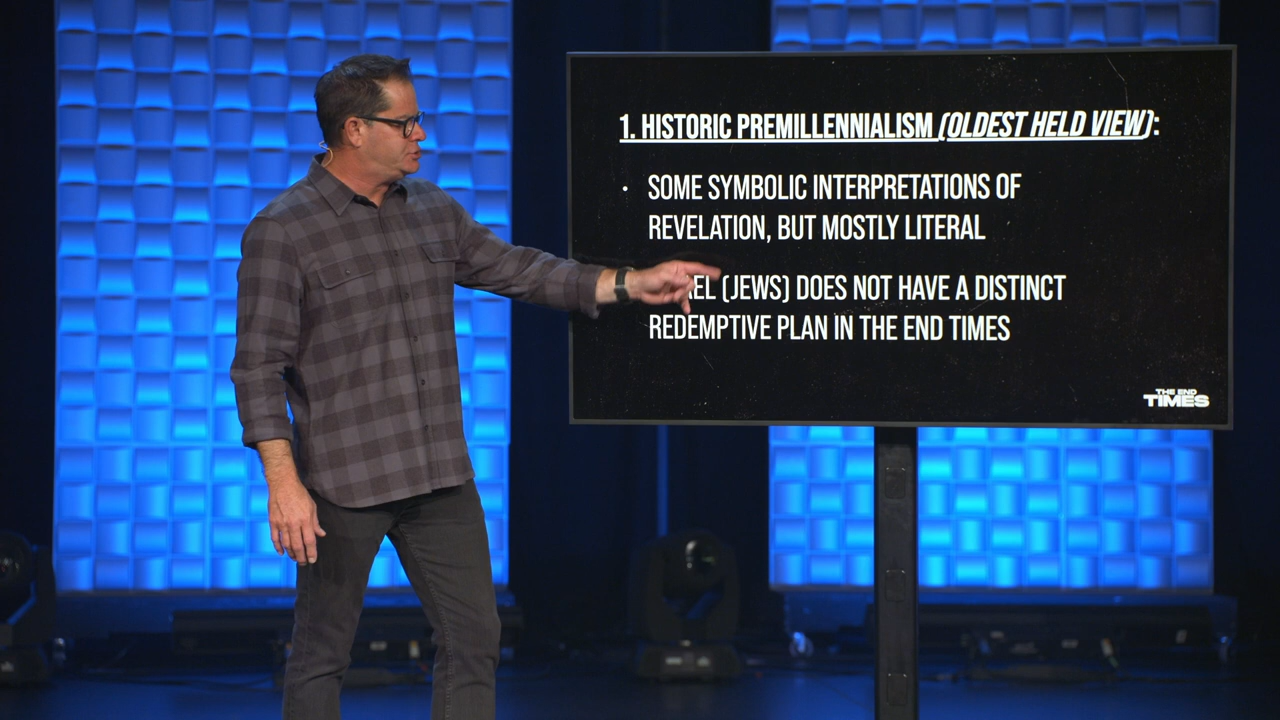 1. HISTORIC PREMILLENNIALISM (OLDEST HELD VIEW):
• SOME SYMBOLIC INTERPRETATIONS OF
REVELATION, BUT MOSTLY LITERAL
(JEWS) DOES NOT HAVE A DISTINCT
REDEMPTIVE PLAN IN THE END TIMES
THE END
TIMES